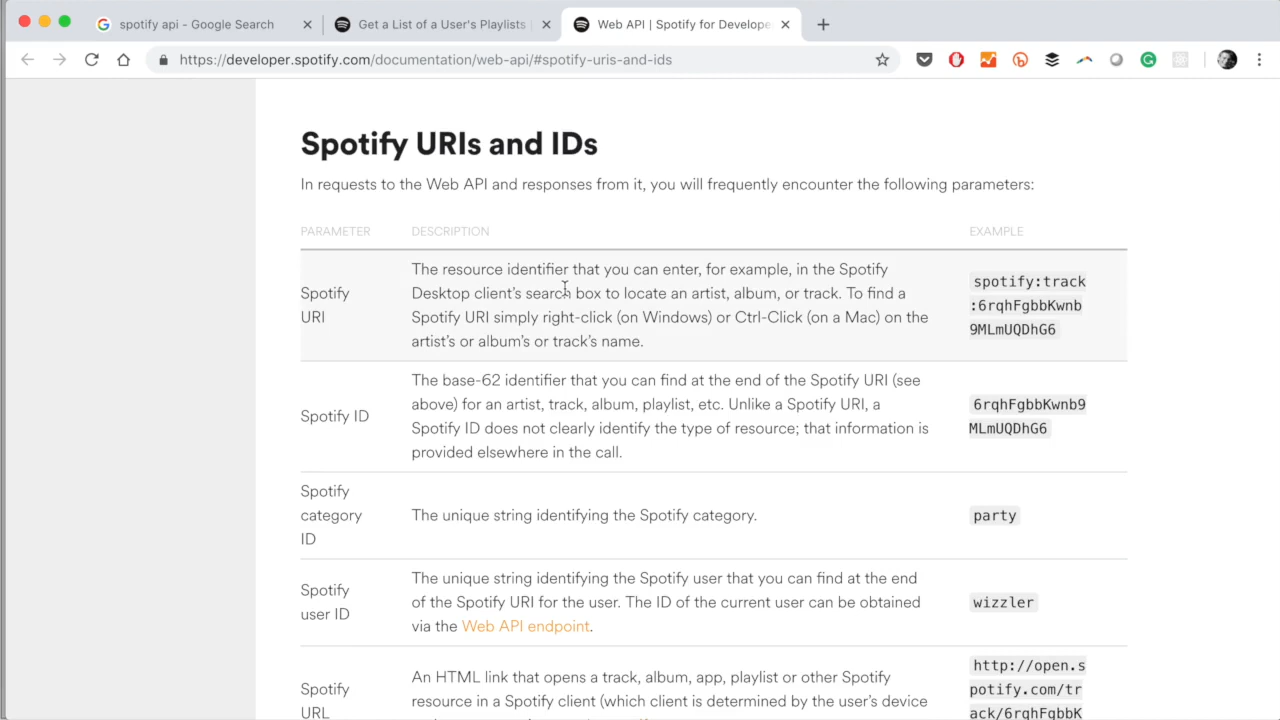 spotify api - Google Search
Get a List of a User's Playlists
Web API | Spotify for Develope
https://developer.spotify.com/documentation/web-api/#spotify-uris-and-ids
Spotify URIs and IDs
In requests to the Web API and responses from it, you will frequently encounter the following parameters:
PARAMETER DESCRIPTION EXAMPLE
Spotify URI
The resource identifier that you can enter, for example, in the Spotify
Desktop client's search box to locate an artist, album, or track. To find a
Spotify URI simply right-click (on Windows) or Ctrl-Click (on a Mac) on the
artist's or album's or track's name.
spotify:track
:6rqhFgbbKwnb
9MLmUQDhG6
Spotify ID
The base-62 identifier that you can find at the end of the Spotify URI (see
above) for an artist, track, album, playlist, etc. Unlike a Spotify URI, a
Spotify ID does not clearly identify the type of resource; that information is
provided elsewhere in the call.
6rqhFgbbKwnb9
MLmUQDhG6
Spotify
category
ID
The unique string identifying the Spotify category.
party
Spotify
user ID
The unique string identifying the Spotify user that you can find at the end
of the Spotify URI for the user. The ID of the current user can be obtained
via the Web API endpoint.
wizzler
Spotify
URL
An HTML link that opens a track, album, app, playlist or other Spotify
resource in a Spotify client (which client is determined by the user's device
http://open.s
potify.com/tr
ack/6rqhFgbbK